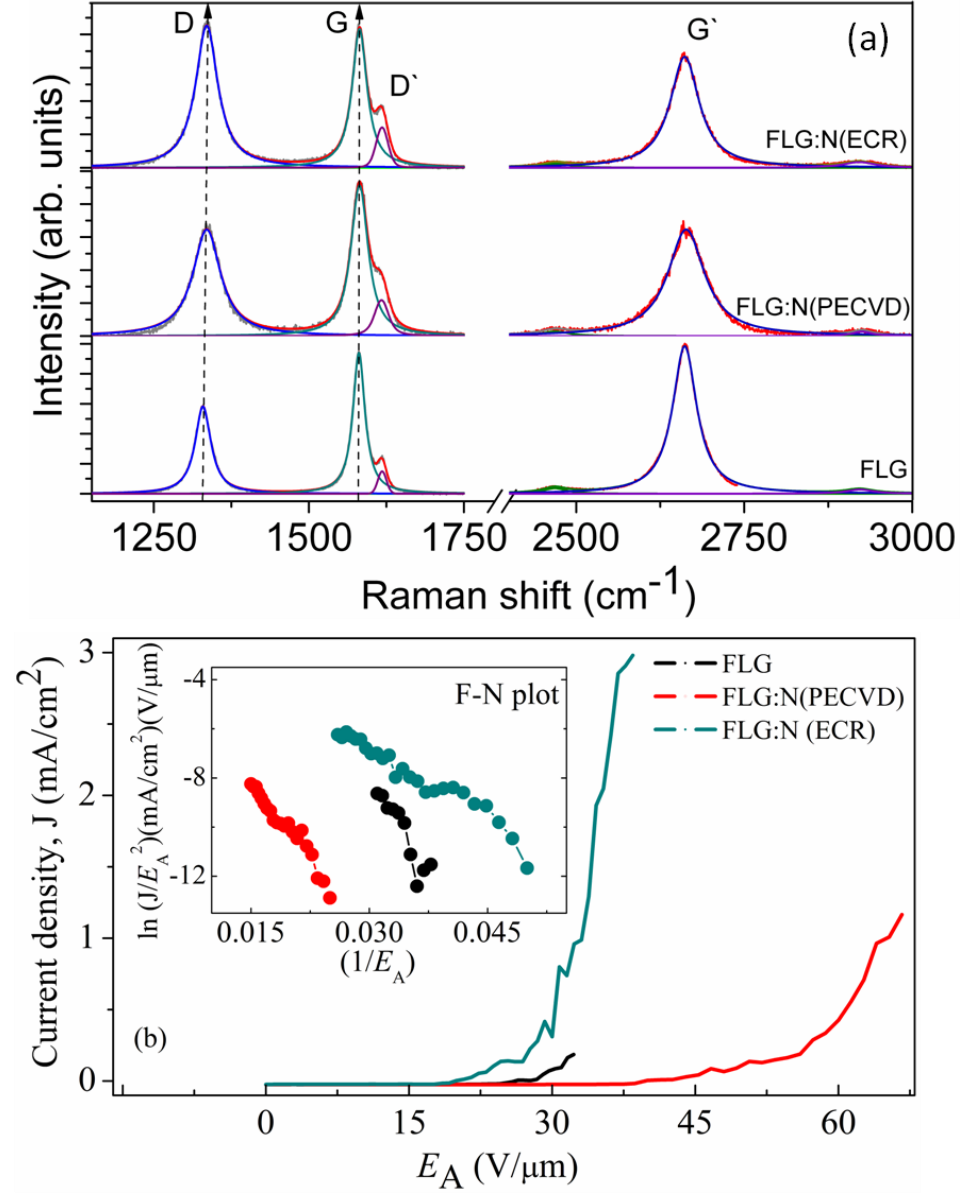 D
G
D`
G`
(a)
FLG:N(ECR)
FLG:N(PECVD)
FLG
Intensity (arb. units)
1250 1500 1750 2500 2750 3000
Raman shift (cm-1)
3
2
1
0
Current density, J (mA/cm2)
FLG
FLG:N(PECVD)
FLG:N (ECR)
F-N plot
-4
-8
-12
ln (J/EA2)(mA/cm2)(V/μm)
0.015 0.030 0.045
(1/EA)
(b)
0 15 30 45 60
EA (V/μm)